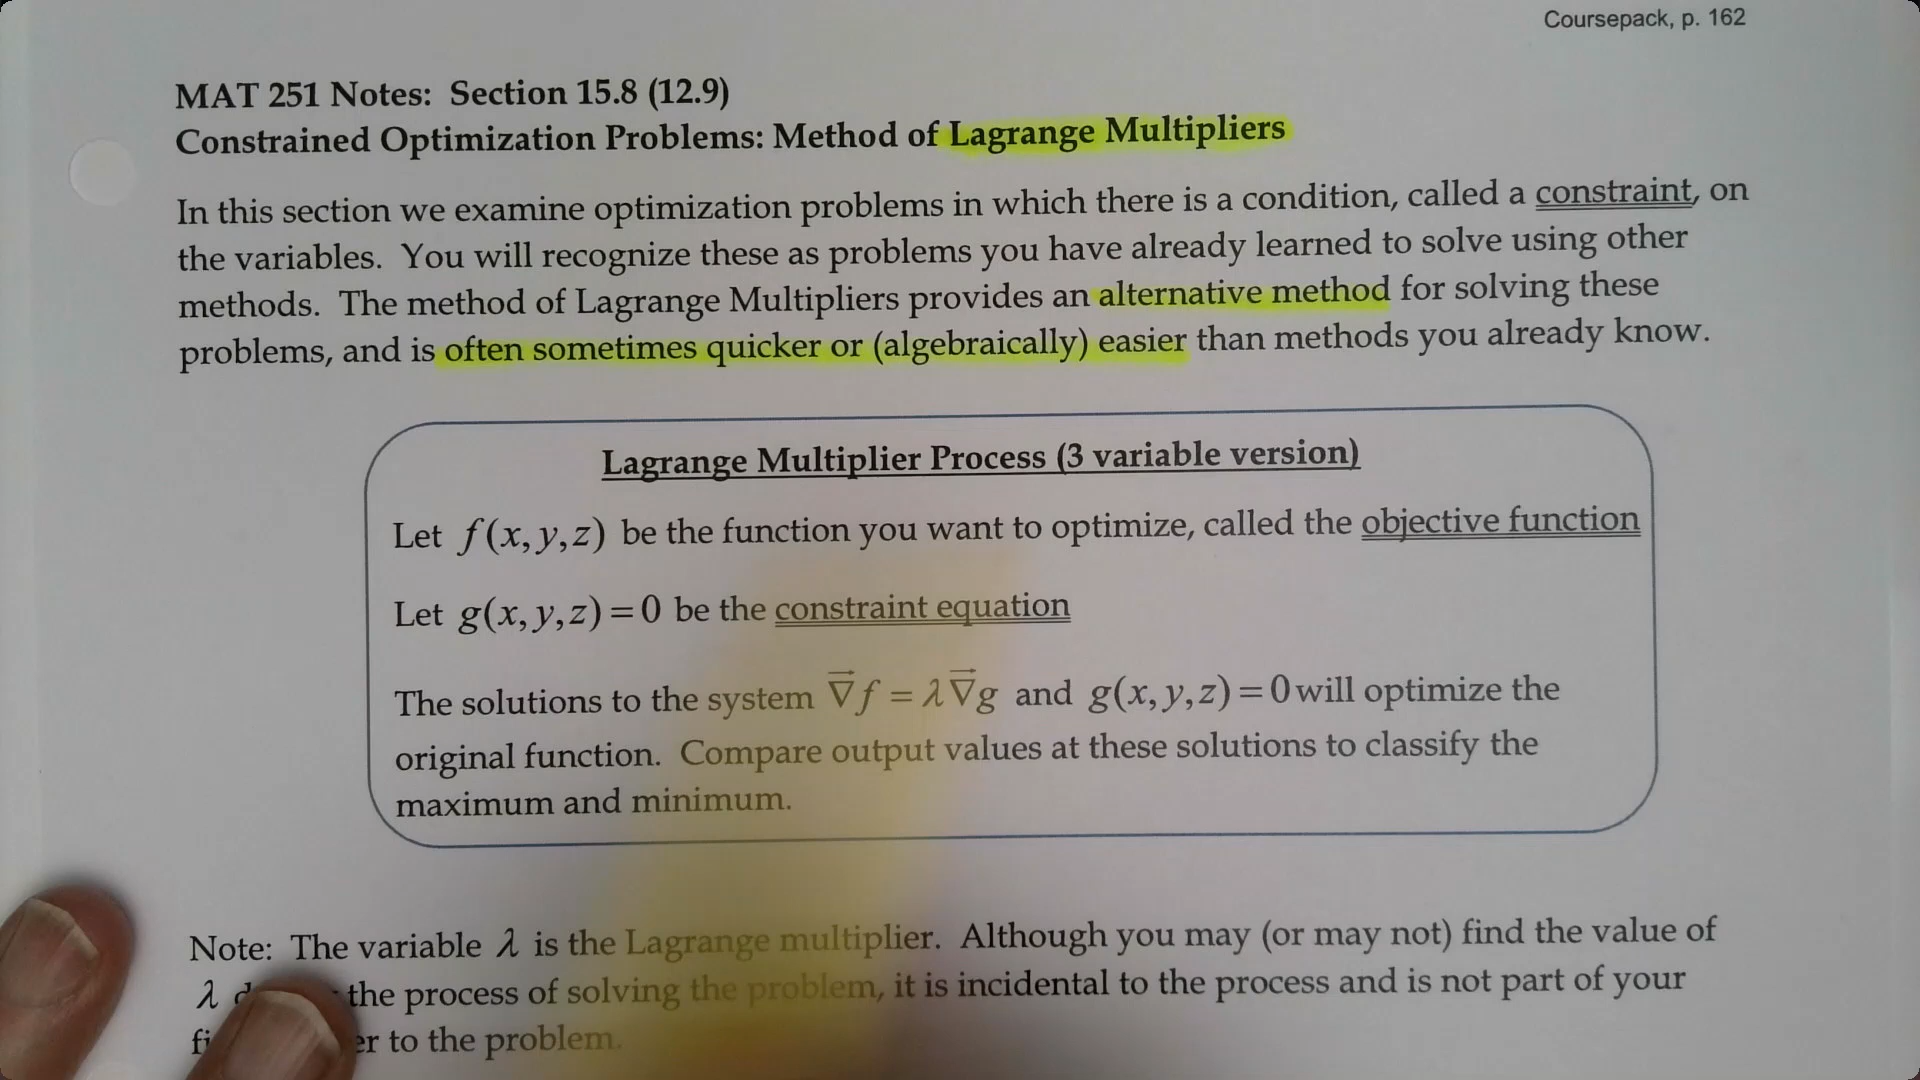 Coursepack, p. 162
MAT 251 Notes: Section 15.8 (12.9)
Constrained Optimization Problems: Method of Lagrange Multipliers
In this section we examine optimization problems in which there is a condition, called a constraint, on
the variables. You will recognize these as problems you have already learned to solve using other
methods. The method of Lagrange Multipliers provides an alternative method for solving these
problems, and is often sometimes quicker or (algebraically) easier than methods you already know.
Lagrange Multiplier Process (3 variable version)
Let f(x,y,z) be the function you want to optimize, called the objective function
Let g(x,y,z)=0 be the constraint equation
The solutions to the system ∇⃗f = λ∇⃗g and g(x,y,z)=0 will optimize the
original function. Compare output values at these solutions to classify the
maximum and minimum.
Note: The variable λ is the Lagrange multiplier. Although you may (or may not) find the value of
λ the process of solving the problem, it is incidental to the process and is not part of your
to the problem.